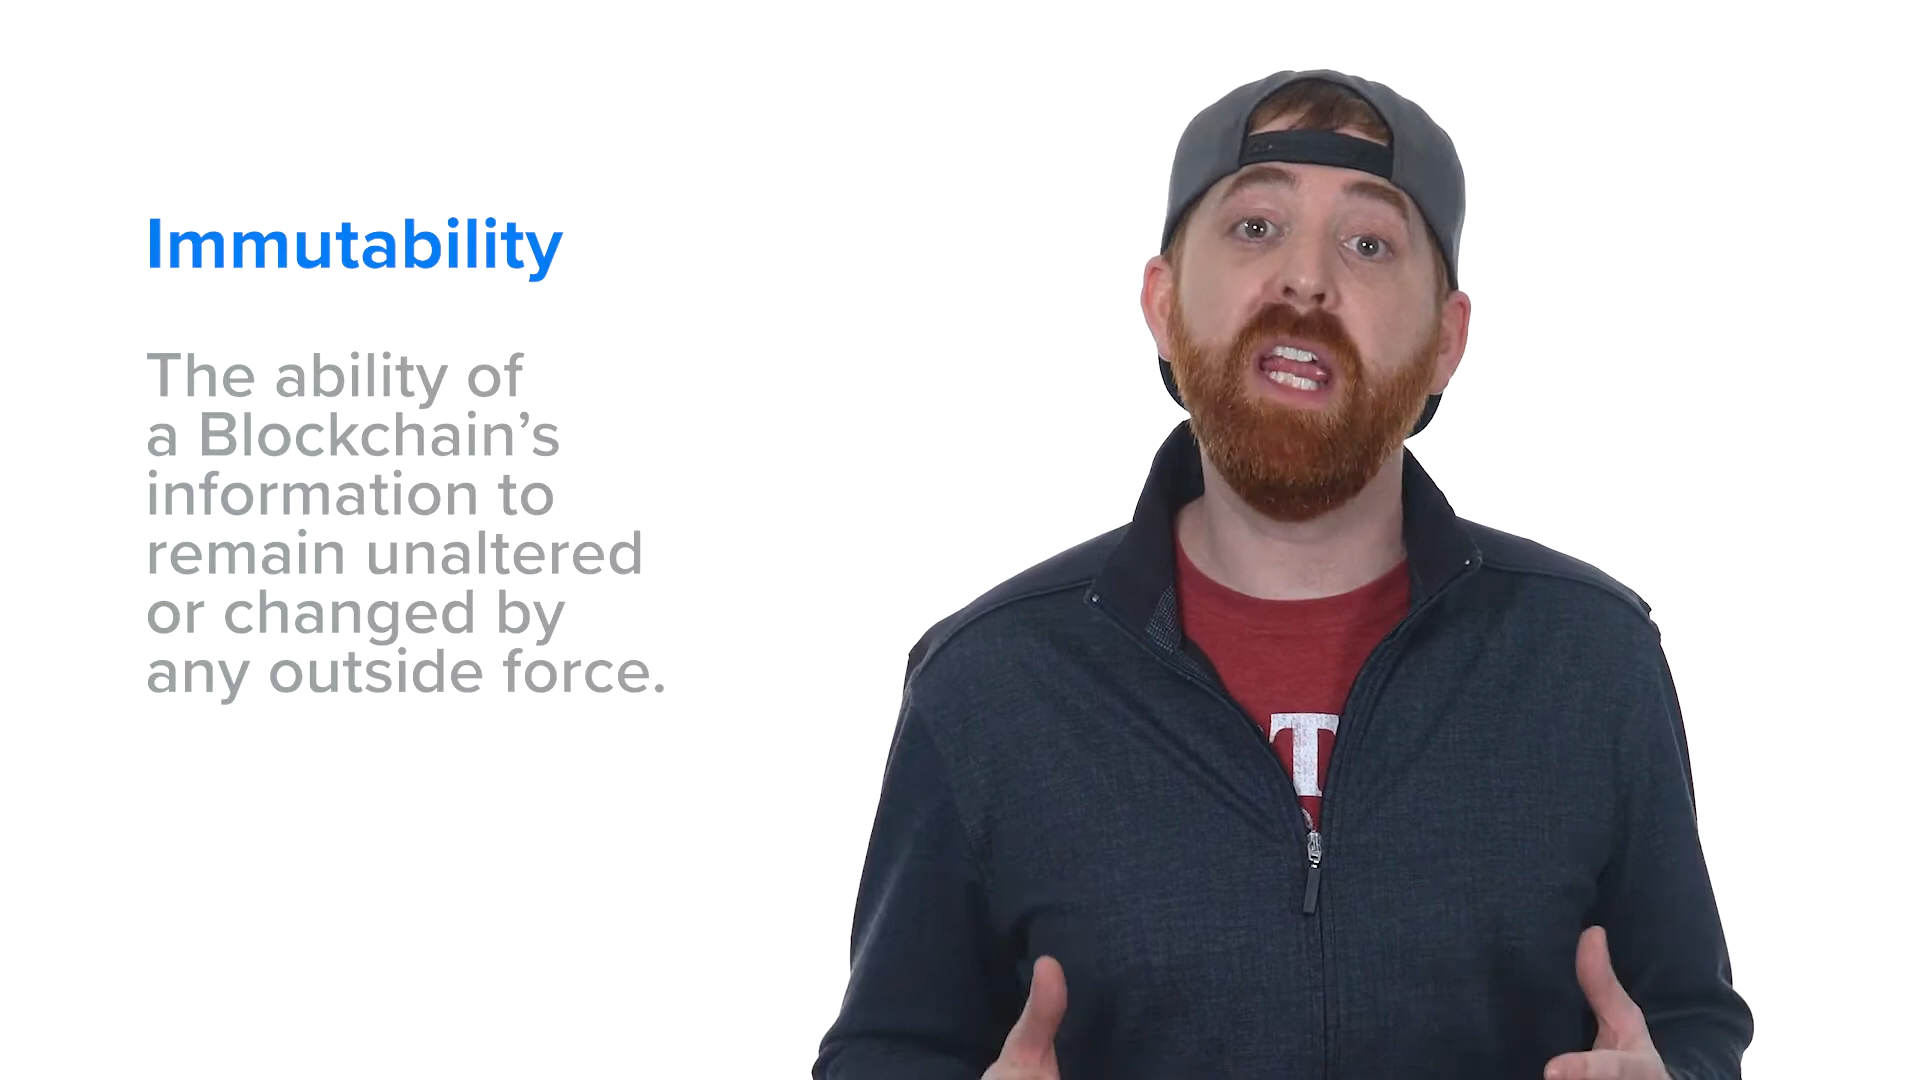 Immutability
The ability of
a Blockchain’s
information to
remain unaltered
or changed by
any outside force.
T